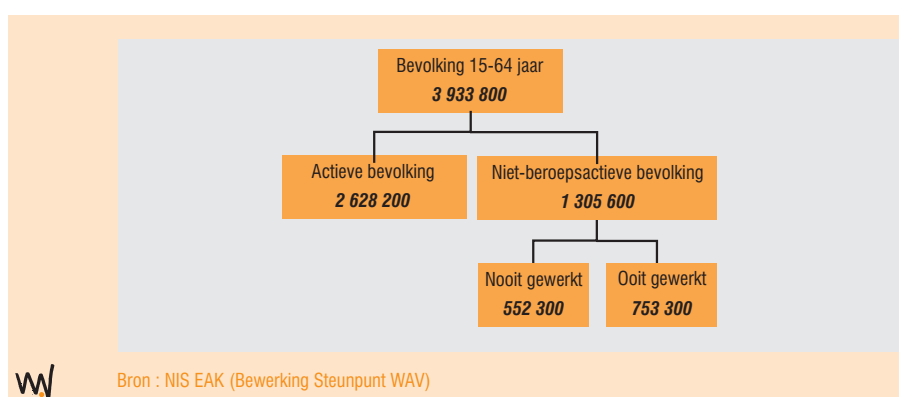 Bevolking 15-64 jaar
3 933 800
Actieve bevolking
2 628 200
Niet-beroepsactieve bevolking
1 305 600
Nooit gewerkt
552 300
Ooit gewerkt
753 300
Bron : NIS EAK (Bewerking Steunpunt WAV)